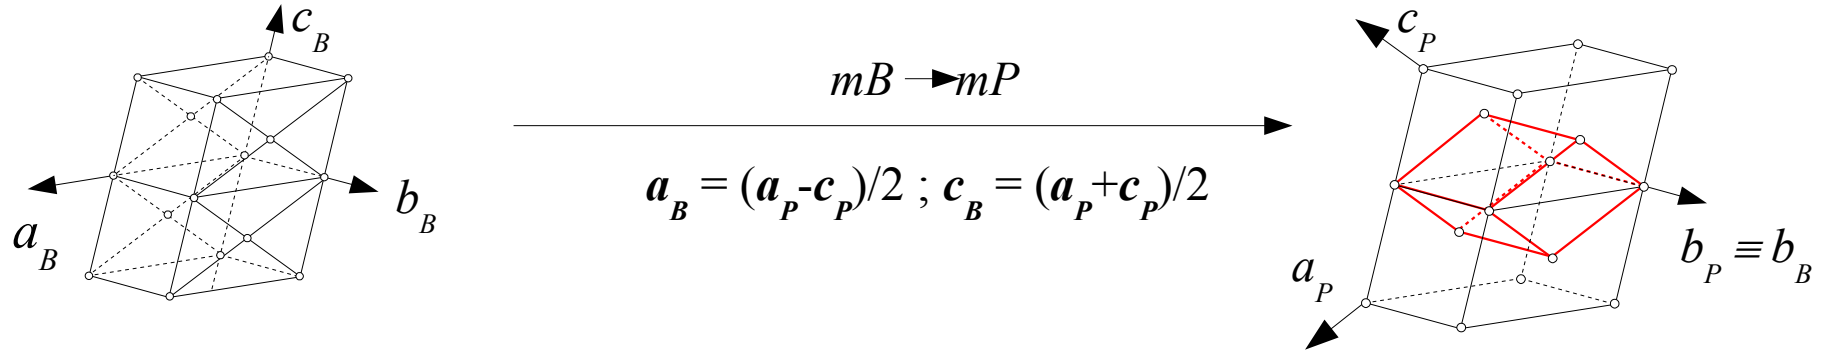 c_B
a_B
b_B
mB → mP
a_B = (a_P-c_P)/2 ; c_B = (a_P+c_P)/2
c_P
a_P
b_P ≡ b_B